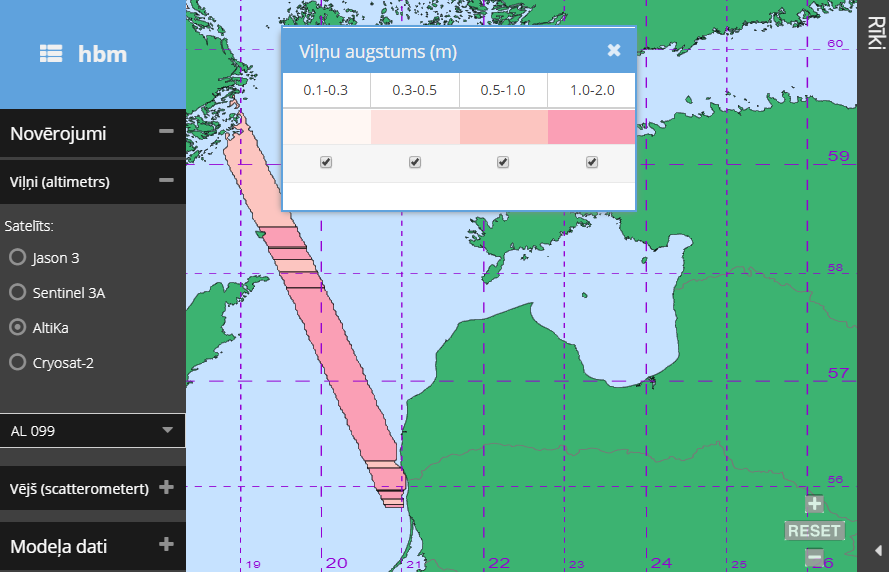 hbm
Novērojumi
Viļņi (altimetrs)
Satelīts:
Jason 3
Sentinel 3A
AltiKa
Cryosat-2
AL 099
Vējš (scatterometert)
Modeļa dati
Viļņu augstums (m)
0.1-0.3 0.3-0.5 0.5-1.0 1.0-2.0
60
59
58
57
56
19 20 21 22 23 24 25 26
RESET
Rīki